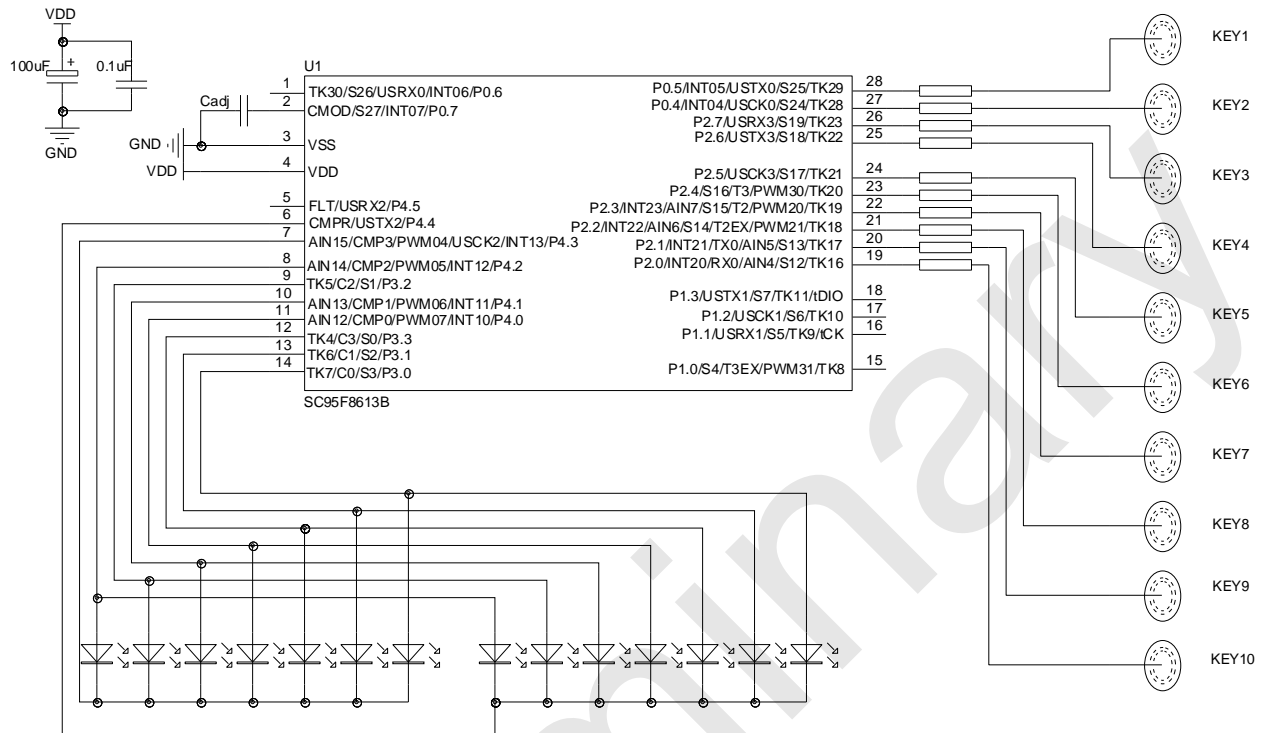 VDD
100uF
+
0.1uF
GND
U1
Cadj
GND
VDD
1
TK30/S26/USRX0/INT06/P0.6
2
CMOD/S27/INT07/P0.7
3
VSS
4
VDD
5
FLT/USRX2/P4.5
6
CMPR/USTX2/P4.4
7
AIN15/CMP3/PWM04/USCK2/INT13/P4.3
8
AIN14/CMP2/PWM05/INT12/P4.2
9
TK5/C2/S1/P3.2
10
AIN13/CMP1/PWM06/INT11/P4.1
11
AIN12/CMP0/PWM07/INT10/P4.0
12
TK4/C3/S0/P3.3
13
TK6/C1/S2/P3.1
14
TK7/C0/S3/P3.0
P0.5/INT05/USTX0/S25/TK29
28
P0.4/INT04/USCK0/S24/TK28
27
P2.7/USRX3/S19/TK23
26
P2.6/USTX3/S18/TK22
25
P2.5/USCK3/S17/TK21
24
P2.4/S16/T3/PWM30/TK20
23
P2.3/INT23/AIN7/S15/T2/PWM20/TK19
22
P2.2/INT22/AIN6/S14/T2EX/PWM21/TK18
21
P2.1/INT21/TX0/AIN5/S13/TK17
20
P2.0/INT20/RX0/AIN4/S12/TK16
19
P1.3/USTX1/S7/TK11/tDIO
18
P1.2/USCK1/S6/TK10
17
P1.1/USRX1/S5/TK9/tCK
16
P1.0/S4/T3EX/PWM31/TK8
15
SC95F8613B
KEY1
KEY2
KEY3
KEY4
KEY5
KEY6
KEY7
KEY8
KEY9
KEY10
minary